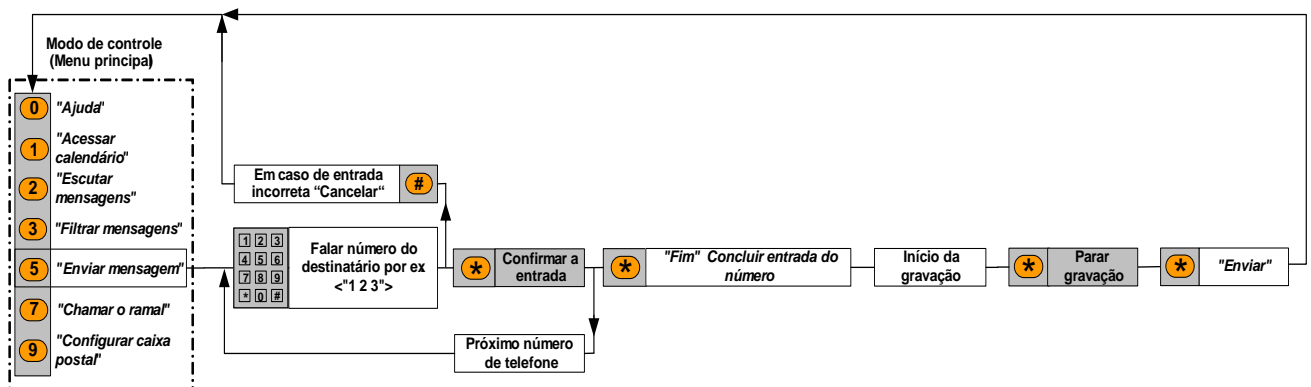 Modo de controle
(Menu principal)
0 "Ajuda"
1 "Acessar
calendário"
2 "Escutar
mensagens"
3 "Filtrar mensagens"
5 "Enviar mensagem"
7 "Chamar o ramal"
9 "Configurar caixa
postal"
Em caso de entrada
incorreta “Cancelar“
#
1 2 3
4 5 6
7 8 9
* 0 #
Falar número do
destinatário por ex
<"1 2 3">
* Confirmar a
entrada
Próximo número
de telefone
* "Fim" Concluir entrada do
número
Início da
gravação
* Parar
gravação
* "Enviar"